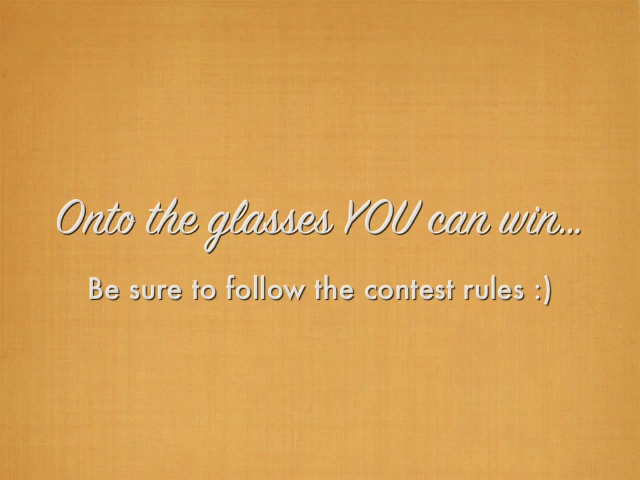 Onto the glasses YOU can win...
Be sure to follow the contest rules :)